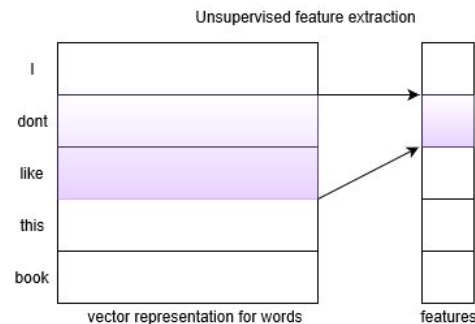 Unsupervised feature extraction
I
dont
like
this
book
vector representation for words
features